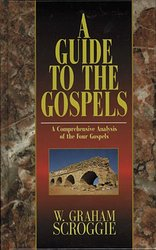 A
GUIDE
TO THE
GOSPELS
A Comprehensive Analysis
of the Four Gospels
W. GRAHAM
SCROGGIE